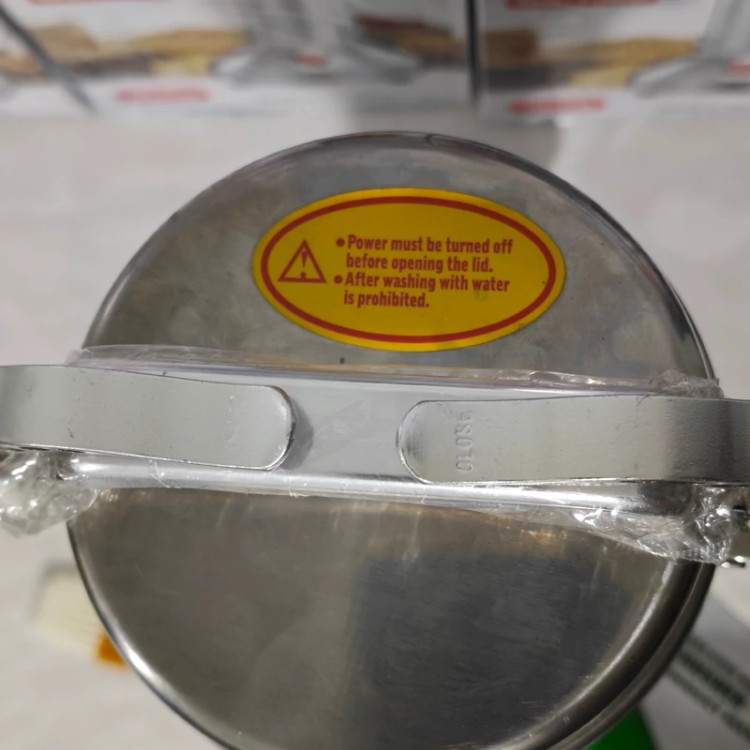 ● Power must be turned off
before opening the lid.
● After washing with water
is prohibited.
CLOSE